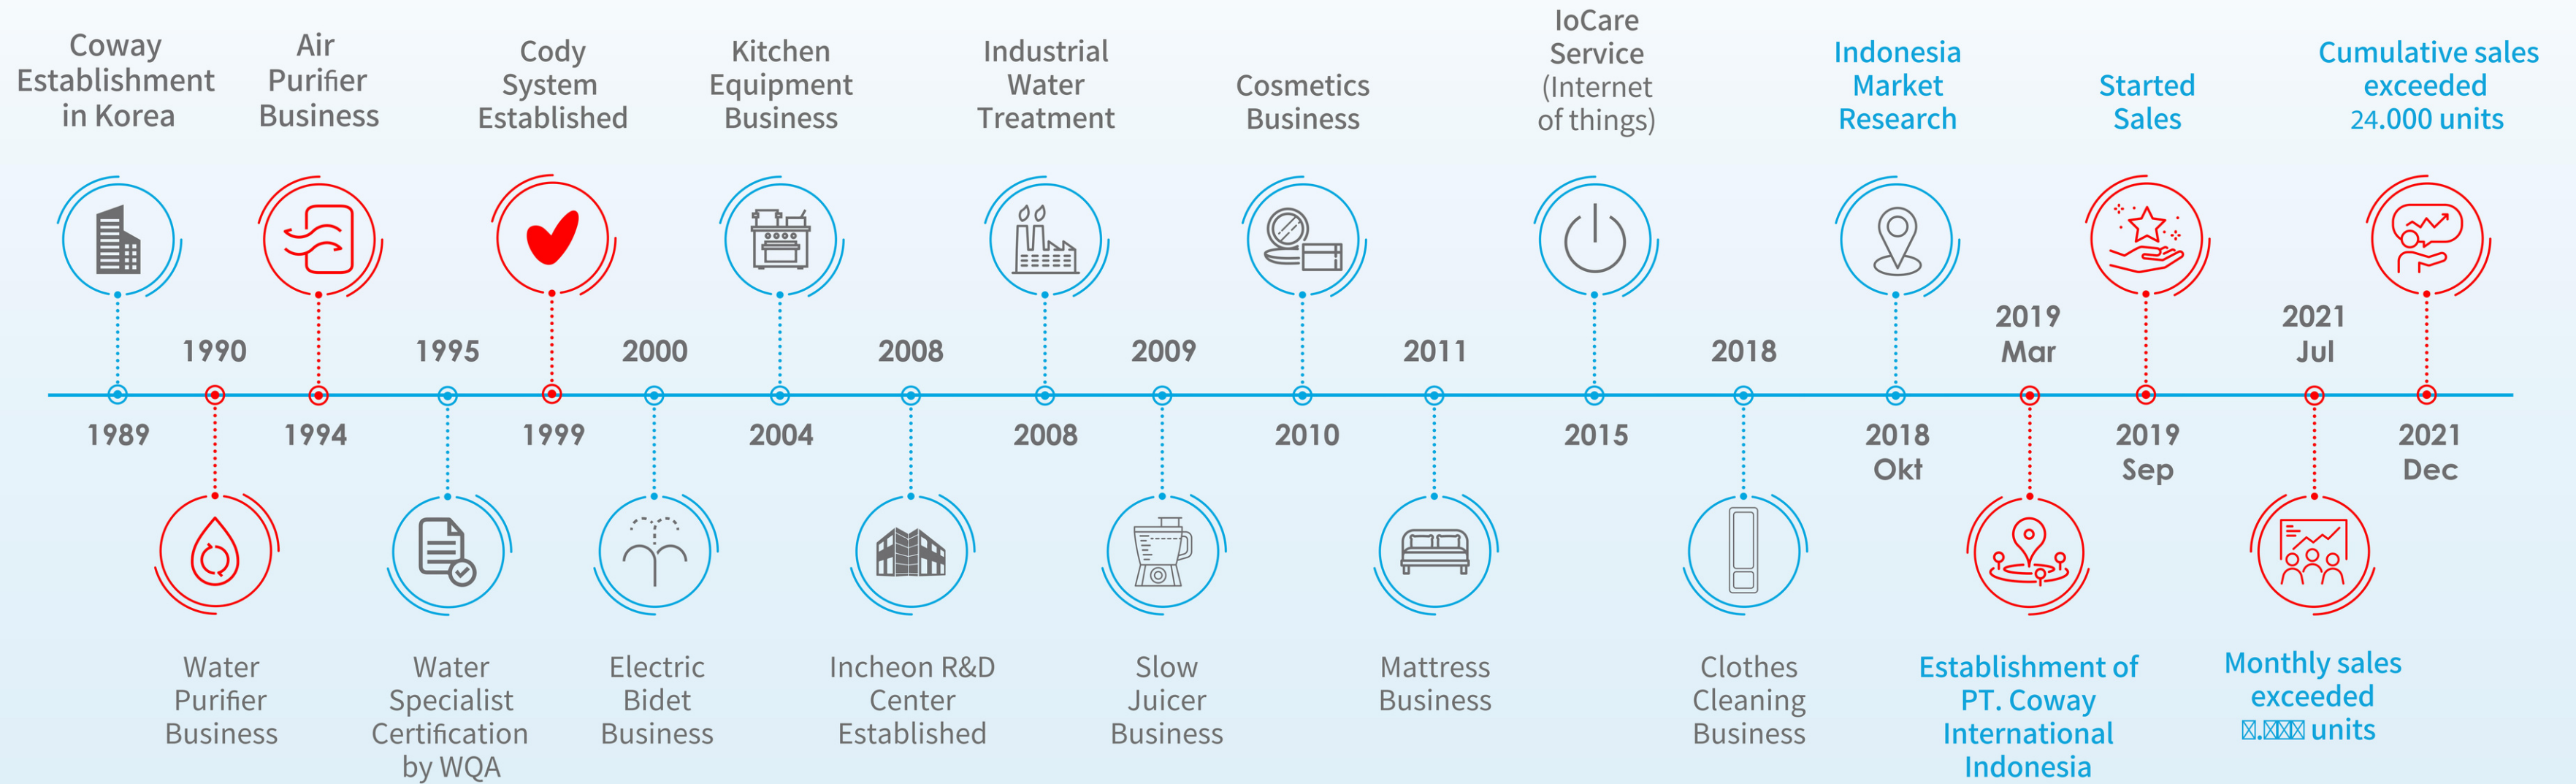 Coway
Establishment
in Korea
1989
1990
Water
Purifier
Business
Air
Purifier
Business
1994
1995
Water
Specialist
Certification
by WQA
Cody
System
Established
1999
2000
Electric
Bidet
Business
Kitchen
Equipment
Business
2004
2008
Incheon R&D
Center
Established
Industrial
Water
Treatment
2008
2009
Slow
Juicer
Business
Cosmetics
Business
2010
2011
Mattress
Business
IoCare
Service
(Internet
of things)
2015
2018
Clothes
Cleaning
Business
Indonesia
Market
Research
2018
Okt
2019
Mar
Establishment of
PT. Coway
International
Indonesia
Started
Sales
2019
Sep
2021
Jul
Monthly sales
exceeded
units
Cumulative sales
exceeded
24.000 units
2021
Dec